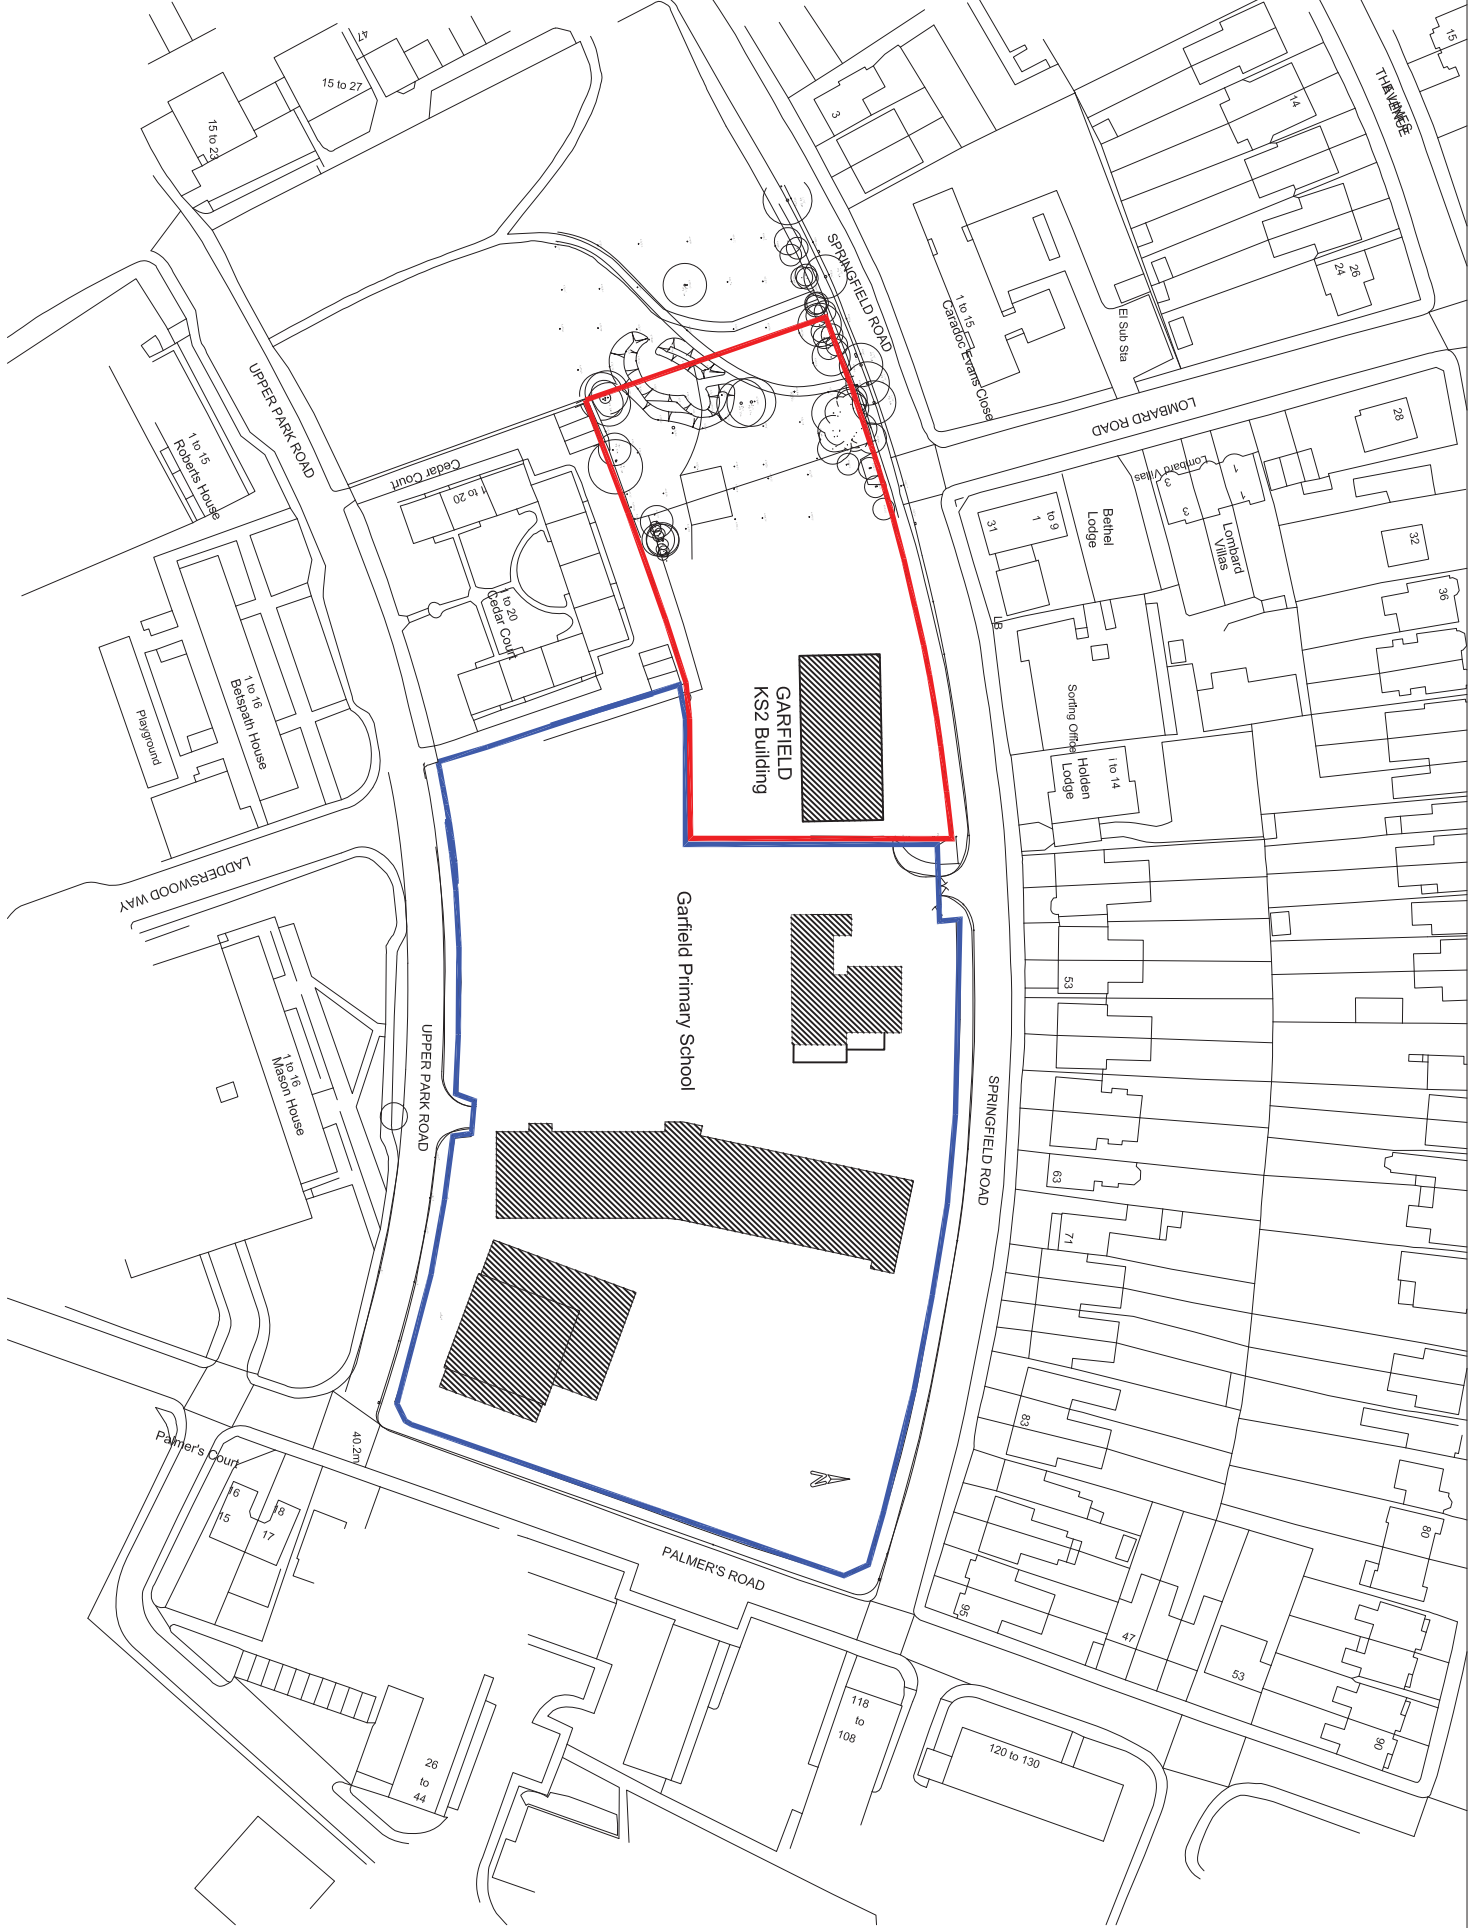 47
15 to 27
15 to 23
3
14
15
26
24
1 to 15
Caradoc Evans Close
El Sub Sta
SPRINGFIELD ROAD
LOMBARD ROAD
28
UPPER PARK ROAD
1 to 15
Roberts House
Cedar Court
1 to 20
1 to 20
Cedar Court
31
1
to 9
Bethel
Lodge
Lombard Villas
3
1
1
3
Lombard
Villas
32
36
LB
Sorting Office
1 to 14
Holden
Lodge
1 to 16
Betspath House
Playground
GARFIELD
KS2 Building
LADDERSWOOD WAY
Garfield Primary School
53
1 to 16
Mason House
UPPER PARK ROAD
SPRINGFIELD ROAD
63
71
83
Palmer's Court
40.2m
16
15
18
17
N
PALMER'S ROAD
80
95
47
53
90
118
to
108
120 to 130
26
to
44